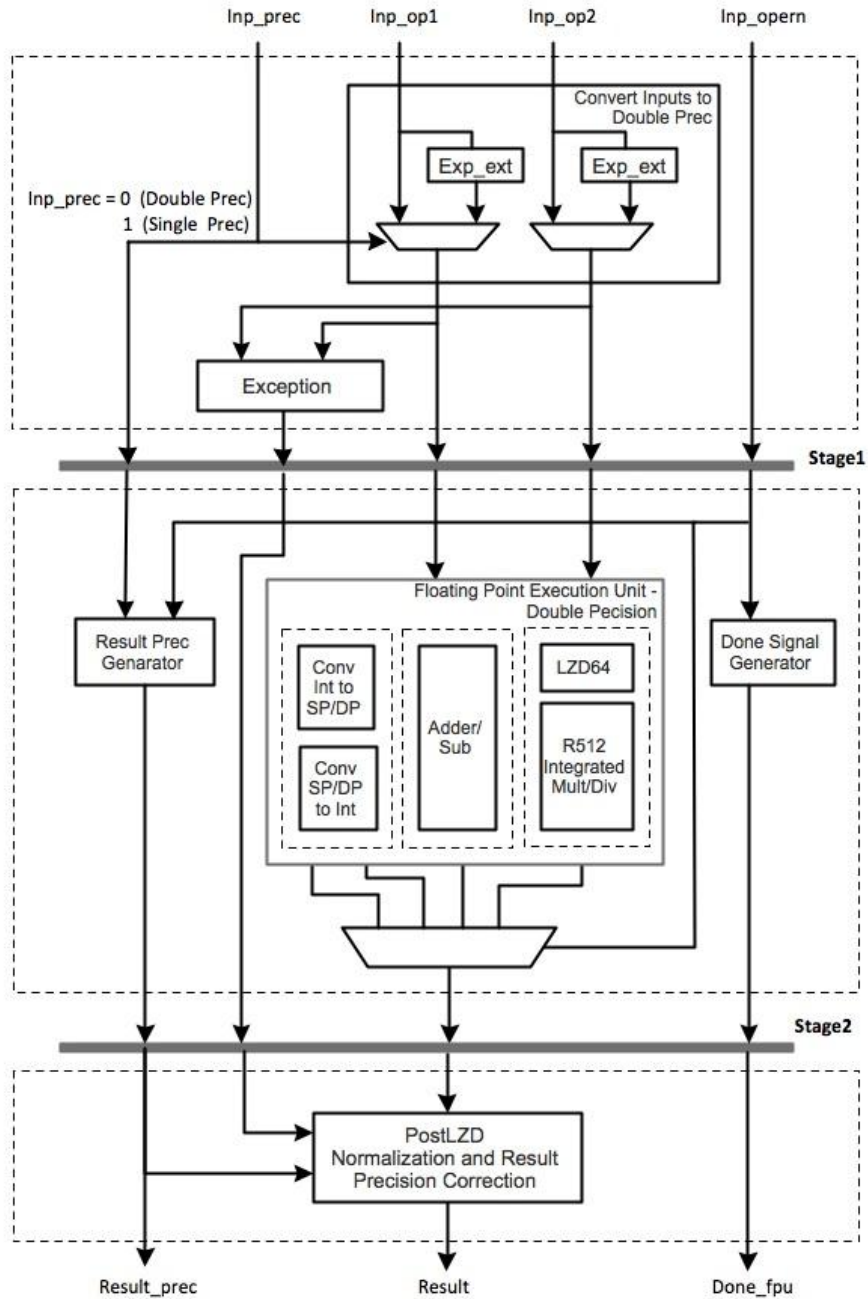 Inp_prec
Inp_op1
Inp_op2
Inp_opern
Convert Inputs to
Double Prec
Exp_ext
Exp_ext
Inp_prec = 0 (Double Prec)
1 (Single Prec)
Exception
Stage1
Floating Point Execution Unit -
Double Pecision
Result Prec
Genarator
Conv
Int to
SP/DP
Conv
SP/DP
to Int
Adder/
Sub
LZD64
R512
Integrated
Mult/Div
Done Signal
Generator
Stage2
PostLZD
Normalization and Result
Precision Correction
Result_prec
Result
Done_fpu